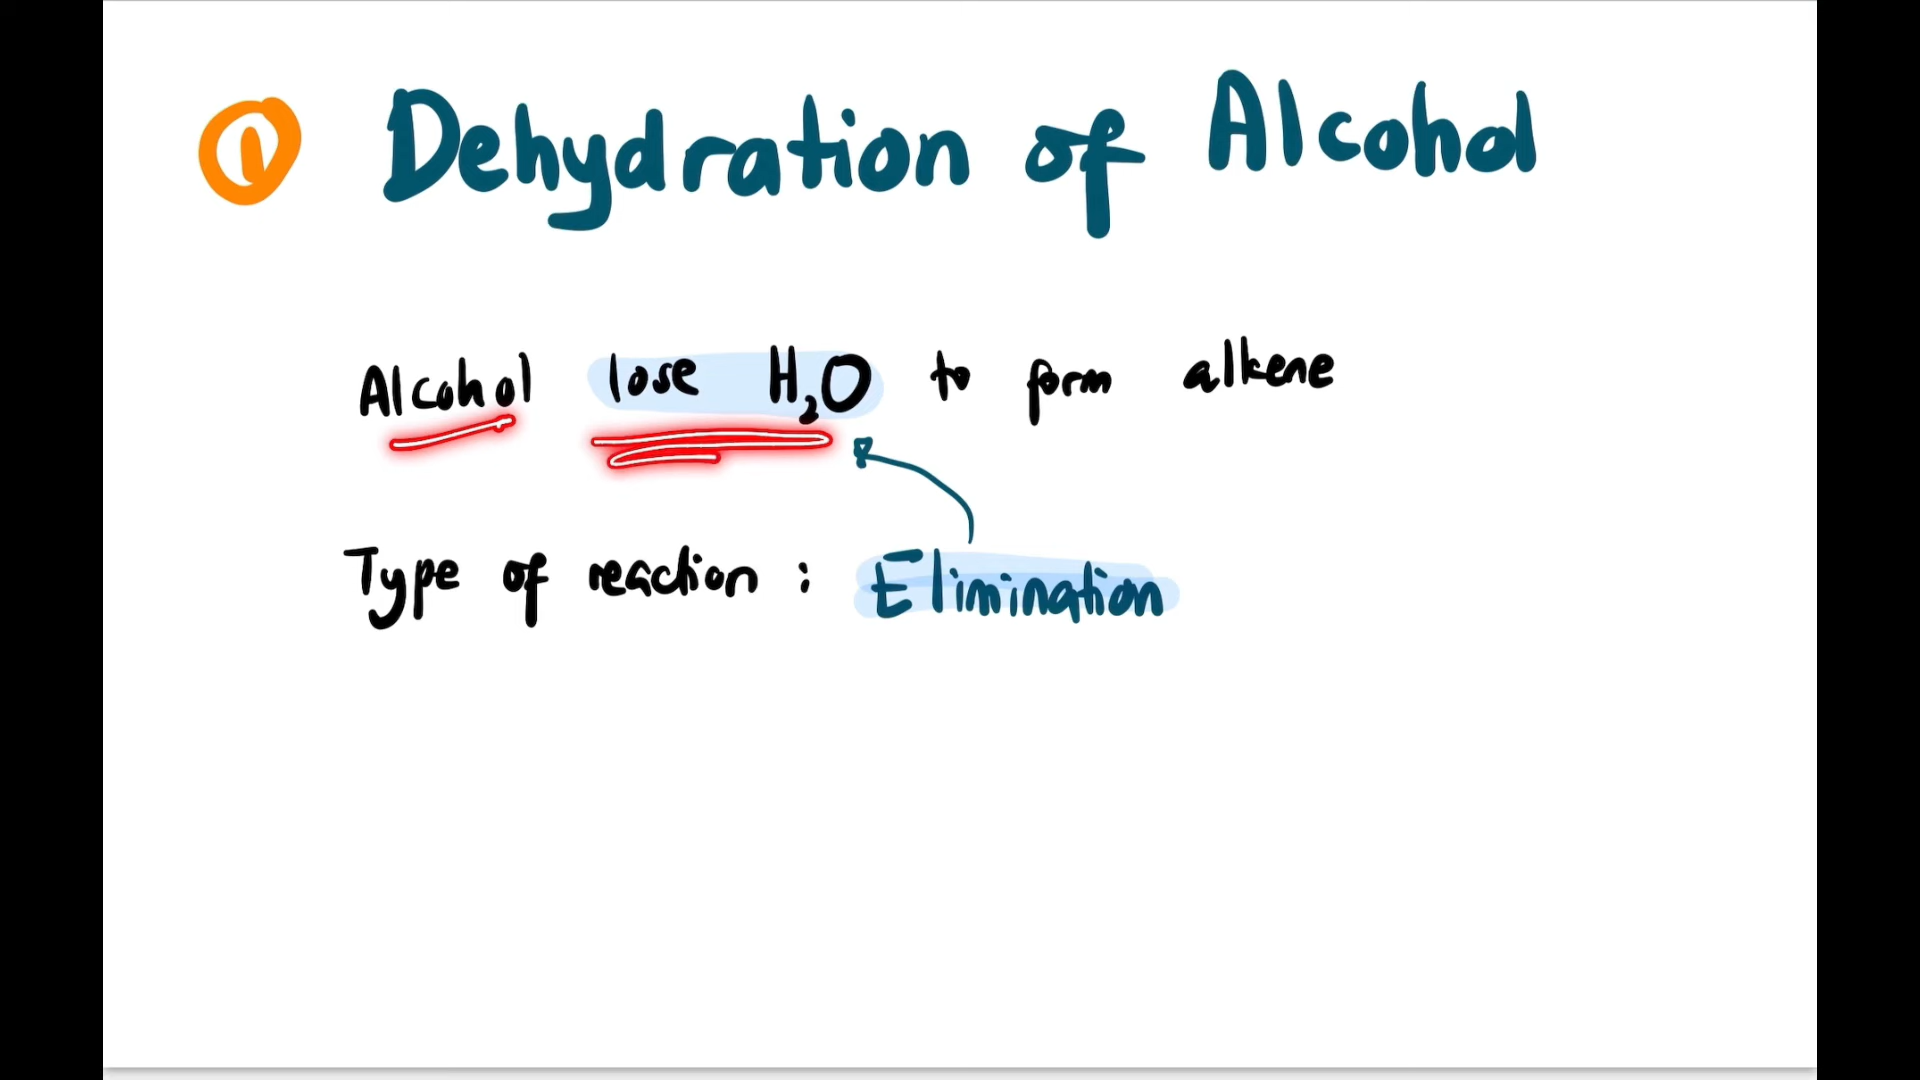 ① Dehydration of Alcohol
Alcohol lose H₂O to form alkene
Type of reaction : Elimination